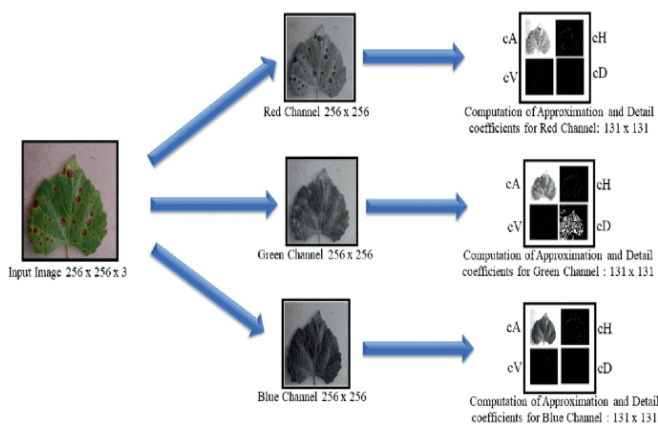 cA
cH
cV
cD
Red Channel 256 x 256
Computation of Approximation and Detail
coefficients for Red Channel: 131 x 131
Input Image 256 x 256 x 3
cA
cH
cV
cD
Green Channel 256 x 256
Computation of Approximation and Detail
coefficients for Green Channel : 131 x 131
cA
cH
cV
cD
Blue Channel 256 x 256
Computation of Approximation and Detail
coefficients for Blue Channel : 131 x 131